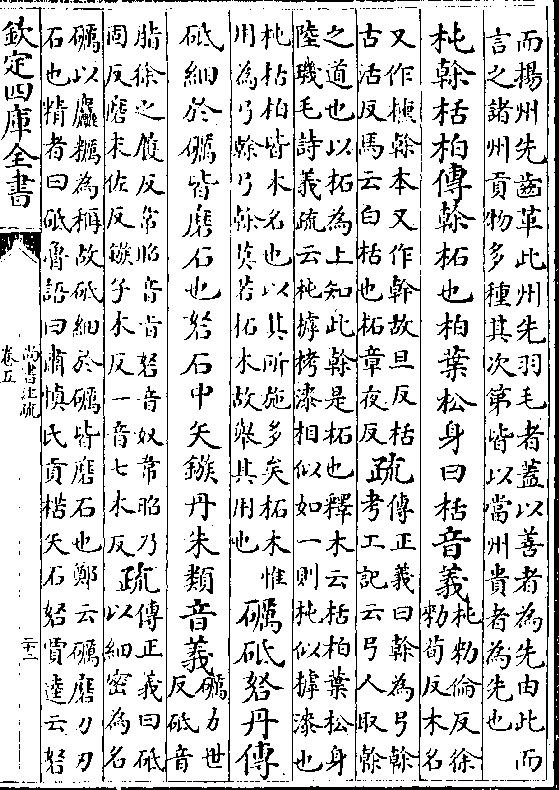 而揚州先齒革此州先羽毛者蓋以善者為先由此而
言之諸州貢物多種其次第皆以當州貴者為先也
杶榦栝柏傳榦柘也柏葉松身曰栝音義
杶勑倫反徐
勑荀反木名
又作櫄榦本又作幹故旦反栝
古活反馬云白栝也柘章夜反
疏
傳正義曰榦為弓榦
考工記云弓人取榦
之道也以柘為上知此榦是柘也釋木云栝柏葉松身
陸璣毛詩義疏云杶樗栲漆相似如一則杶似樗漆也
杶栝柏皆木名也以其所施多矣柘木惟
用為弓榦弓榦莫若柘木故舉其用也
礪砥砮丹傳
砥細於礪皆磨石也砮石中矢鏃丹朱類音義
礪力世
反砥音
脂徐之履反韋昭音旨砮音奴韋昭乃
固反磨末佐反鏃子木反一音七木反
疏
傳正義曰砥
以細密為名
礪以麤糲為稱故砥細於礪皆磨石也鄭云礪磨刀刃
石也精者曰砥魯語曰肅慎氏貢楛矢石砮賈逵云砮
欽定四庫全書
尚書注疏
卷五
二十二